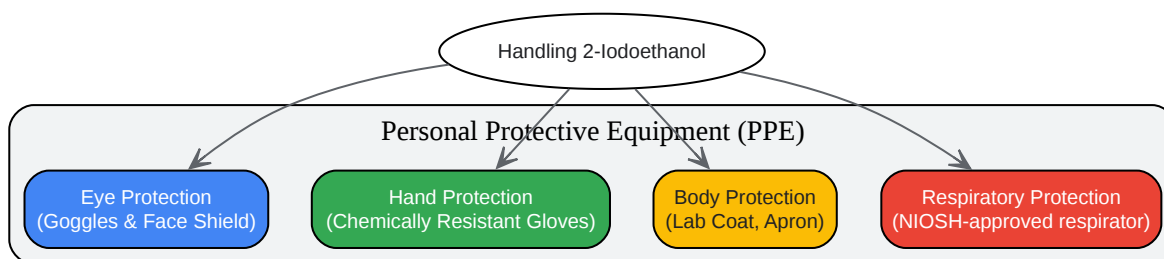 Handling 2-Iodoethanol
Personal Protective Equipment (PPE)
Eye Protection
(Goggles & Face Shield)
Hand Protection
(Chemically Resistant Gloves)
Body Protection
(Lab Coat, Apron)
Respiratory Protection
(NIOSH-approved respirator)